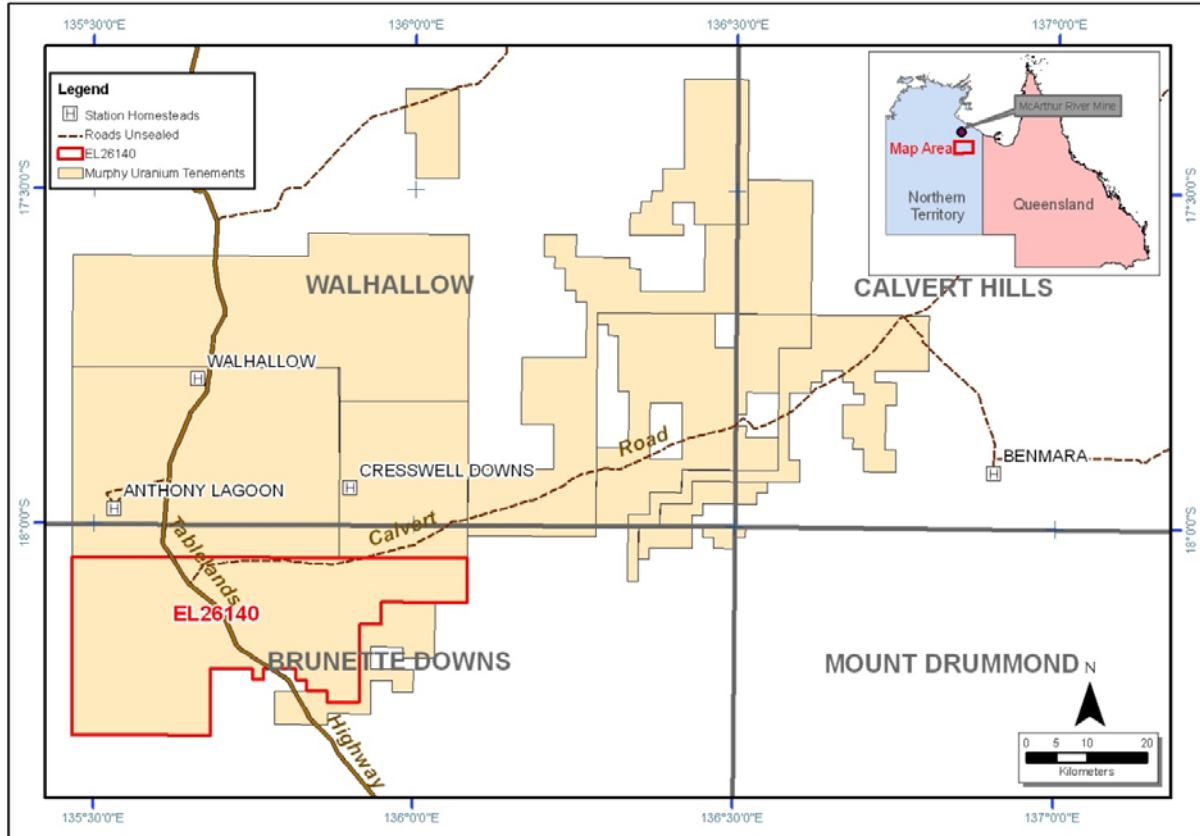 135°30'0"E
136°0'0"E
136°30'0"E
137°0'0"E
Legend
H Station Homesteads
Roads Unsealed
EL26140
Murphy Uranium Tenements
McArthur River Mine
Map Area
Northern
Territory
Queensland
17°30'0"S
17°30'0"S
WALHALLOW
CALVERT HILLS
WALHALLOW
H
Road
CRESSWELL DOWNS
H
BENMARA
H
ANTHONY LAGOON
H
Calvert
Tablelands
18°0'0"S
18°0'0"S
EL26140
BRUNETTE DOWNS
MOUNT DRUMMOND
N
Highway
0 5 10 20
Kilometers
135°30'0"E
136°0'0"E
136°30'0"E
137°0'0"E